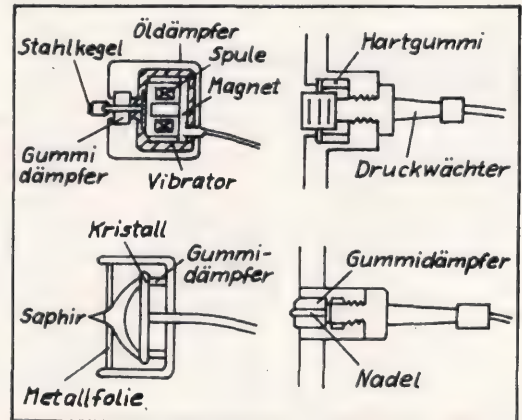 Öldämpfer
Stahlkegel
Spule
Magnet
Gummi
dämpfer
Vibrator
Hartgummi
Druckwächter
Kristall
Gummi-
dämpfer
Saphir
Metallfolie
Gummidämpfer
Nadel